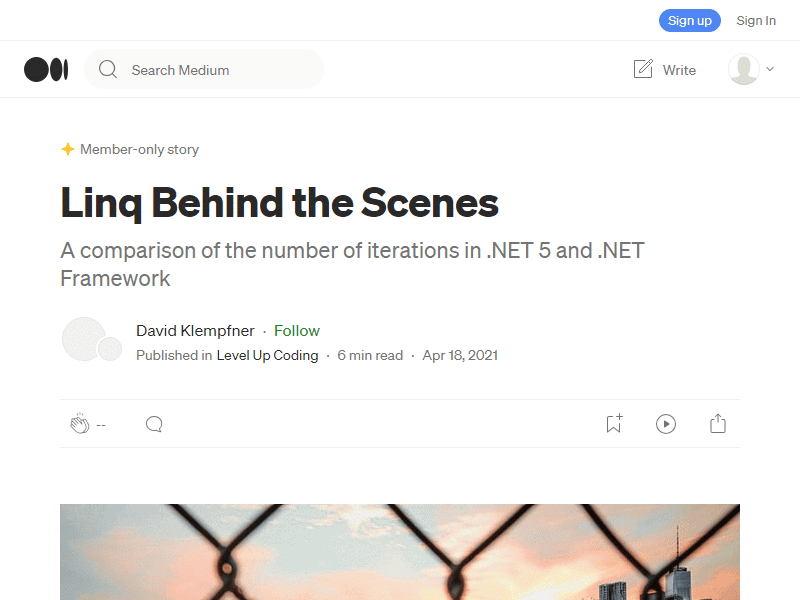 Sign up
Sign In
Search Medium
Write
Member-only story
Linq Behind the Scenes
A comparison of the number of iterations in .NET 5 and .NET
Framework
David Klempfner · Follow
Published in Level Up Coding · 6 min read · Apr 18, 2021
--